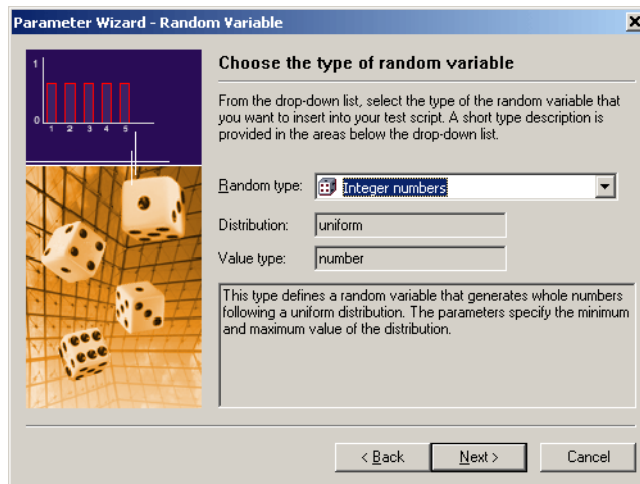 Parameter Wizard - Random Variable
1
0
1 2 3 4 5
Choose the type of random variable
From the drop-down list, select the type of the random variable that
you want to insert into your test script. A short type description is
provided in the areas below the drop-down list.
Random type: Integer numbers
Distribution: uniform
Value type: number
This type defines a random variable that generates whole numbers
following a uniform distribution. The parameters specify the minimum
and maximum value of the distribution.
< Back Next > Cancel